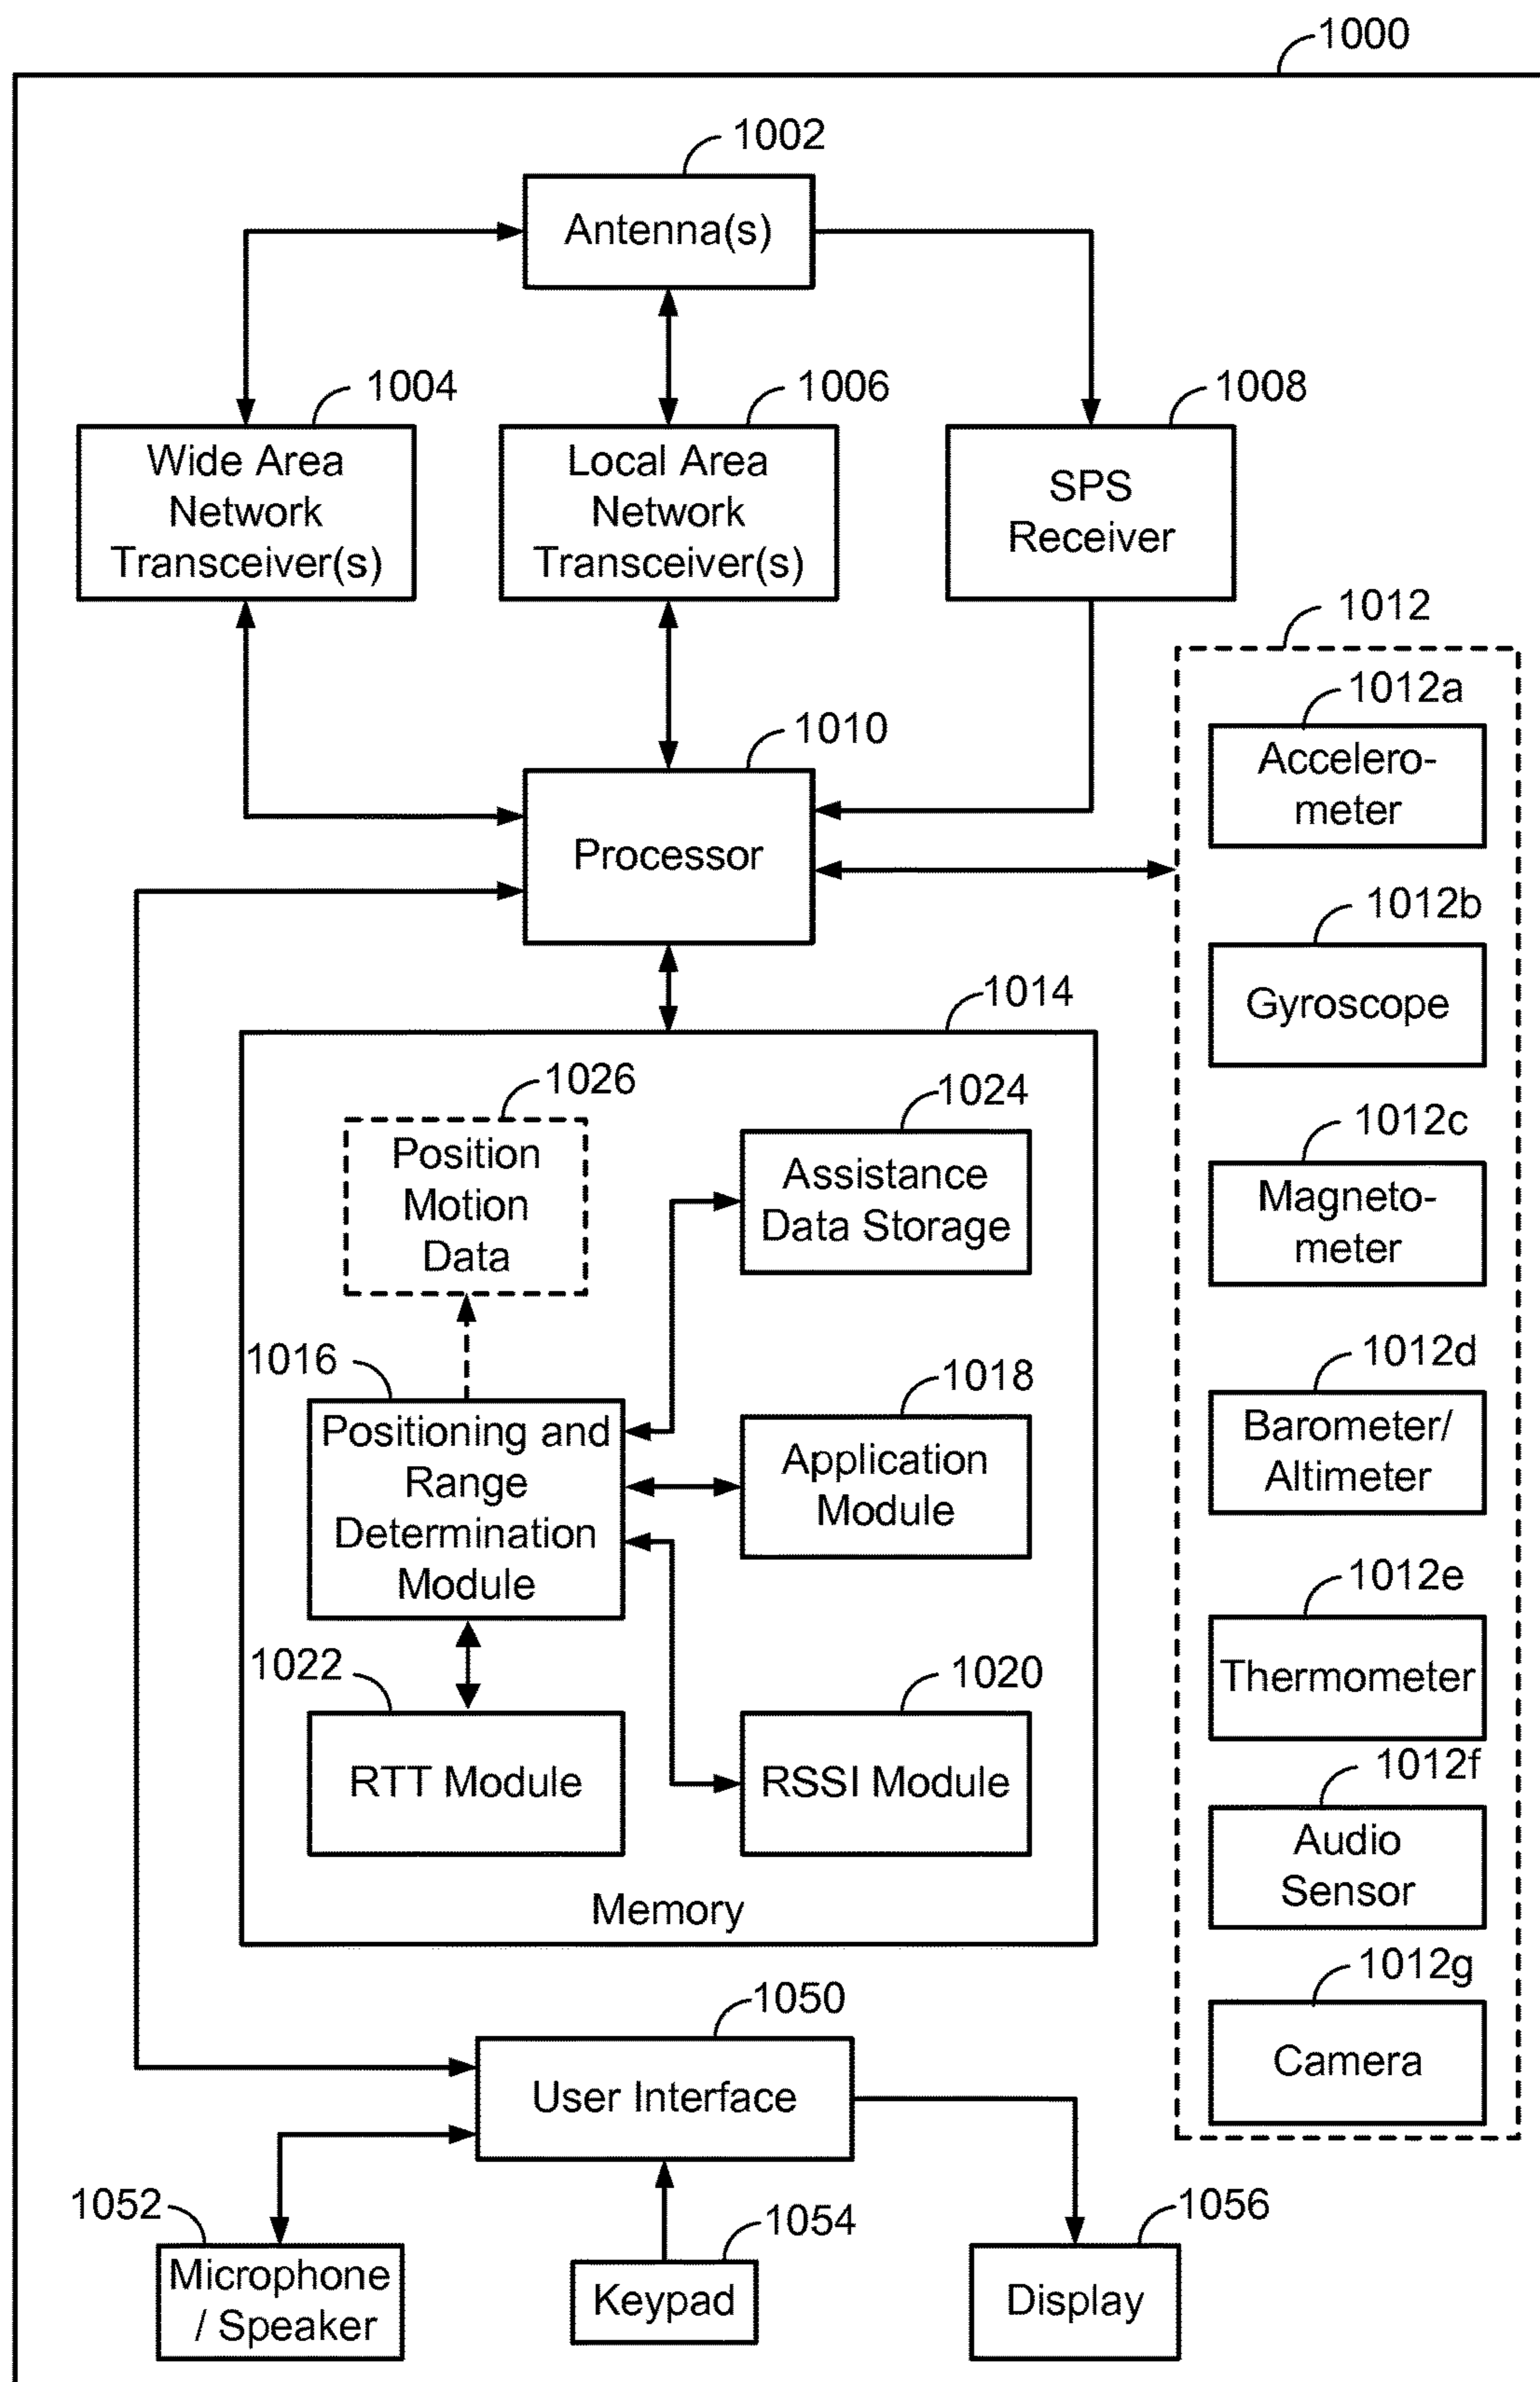 1000
1002
Antenna(s)
1004
1006
1008
Wide Area
Network
Transceiver(s)
Local Area
Network
Transceiver(s)
SPS
Receiver
1012
1012a
Accelero-
meter
1010
Processor
1012b
Gyroscope
1014
1026
Position
Motion
Data
1024
Assistance
Data Storage
1012c
Magneto-
meter
1016
Positioning and
Range
Determination
Module
1018
Application
Module
1012d
Barometer/
Altimeter
1012e
Thermometer
1022
RTT Module
1020
RSSI Module
1012f
Audio
Sensor
Memory
1012g
Camera
1050
User Interface
1052
Microphone
/ Speaker
1054
Keypad
1056
Display